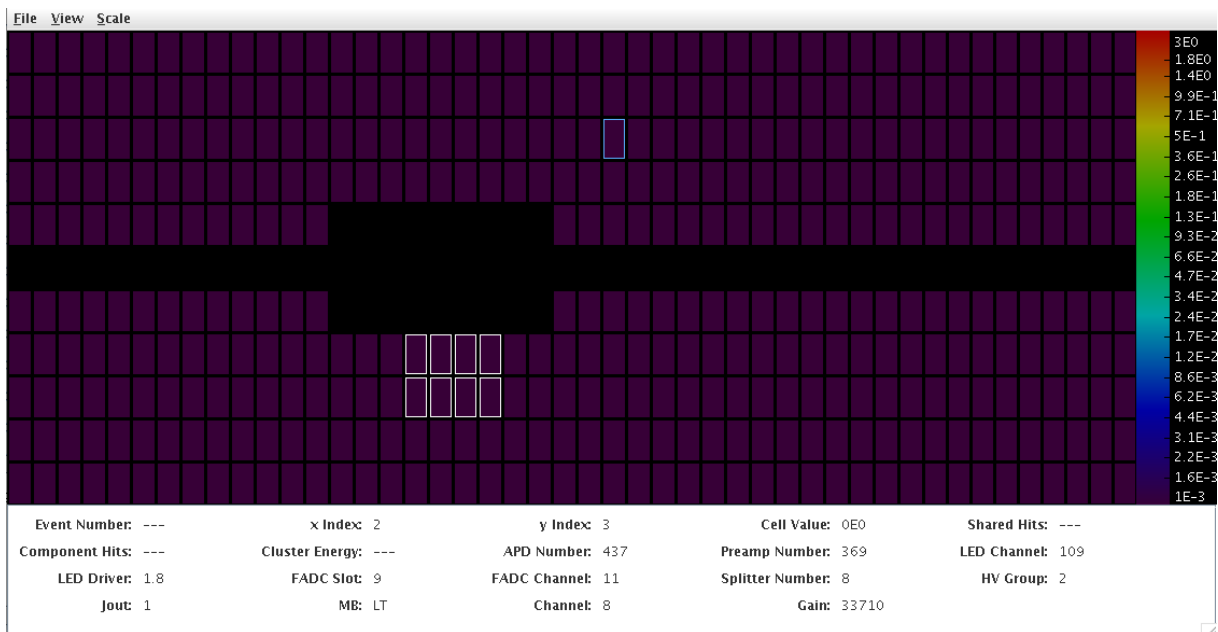 File View Scale
3E0
1.8E0
1.4E0
9.9E-1
7.1E-1
5E-1
3.6E-1
2.6E-1
1.8E-1
1.3E-1
9.3E-2
6.6E-2
4.7E-2
3.4E-2
2.4E-2
1.7E-2
1.2E-2
8.6E-3
6.2E-3
4.4E-3
3.1E-3
2.2E-3
1.6E-3
1E-3
Event Number: --- x Index: 2 y Index: 3 Cell Value: 0E0 Shared Hits: ---
Component Hits: --- Cluster Energy: --- APD Number: 437 Preamp Number: 369 LED Channel: 109
LED Driver: 1.8 FADC Slot: 9 FADC Channel: 11 Splitter Number: 8 HV Group: 2
Jout: 1 MB: LT Channel: 8 Gain: 33710